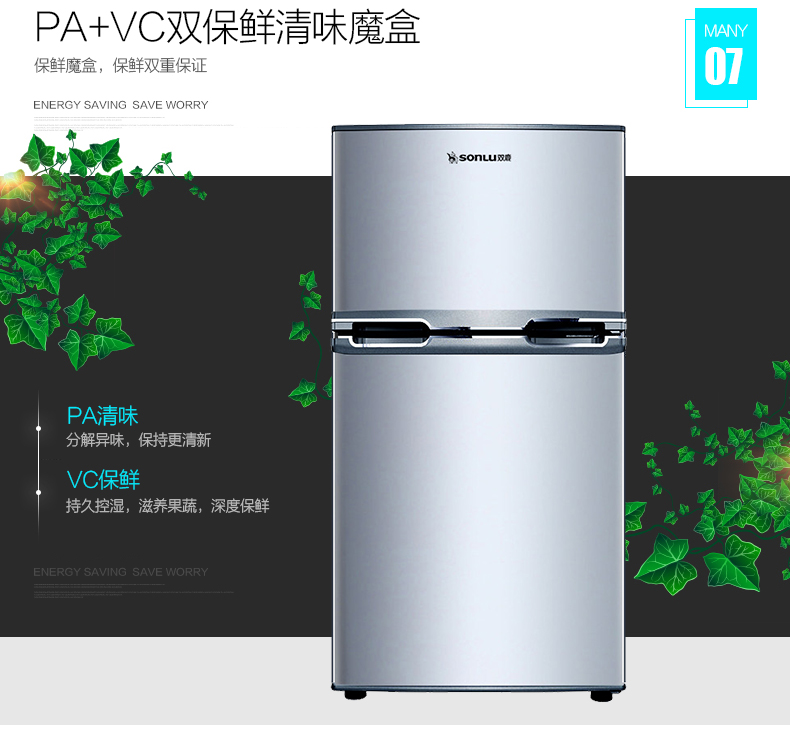 PA+VC双保鲜清味魔盒
保鲜魔盒，保鲜双重保证
ENERGY SAVING SAVE WORRY
MANY
07
SONLU双鹿
PA清味
分解异味，保持更清新
VC保鲜
持久控湿，滋养果蔬，深度保鲜
ENERGY SAVING SAVE WORRY